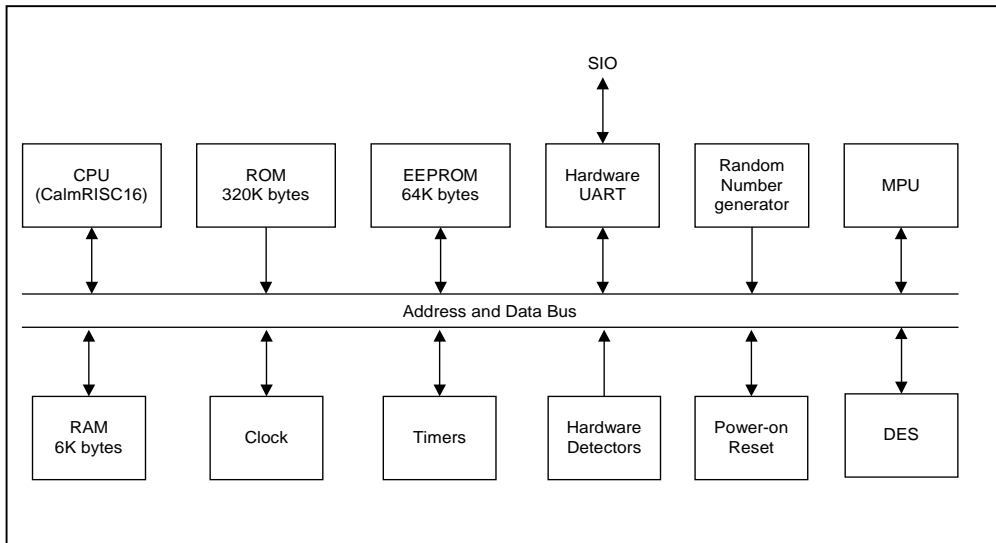 SIO
CPU
(CalmRISC16)
ROM
320K bytes
EEPROM
64K bytes
Hardware
UART
Random
Number
generator
MPU
Address and Data Bus
RAM
6K bytes
Clock
Timers
Hardware
Detectors
Power-on
Reset
DES